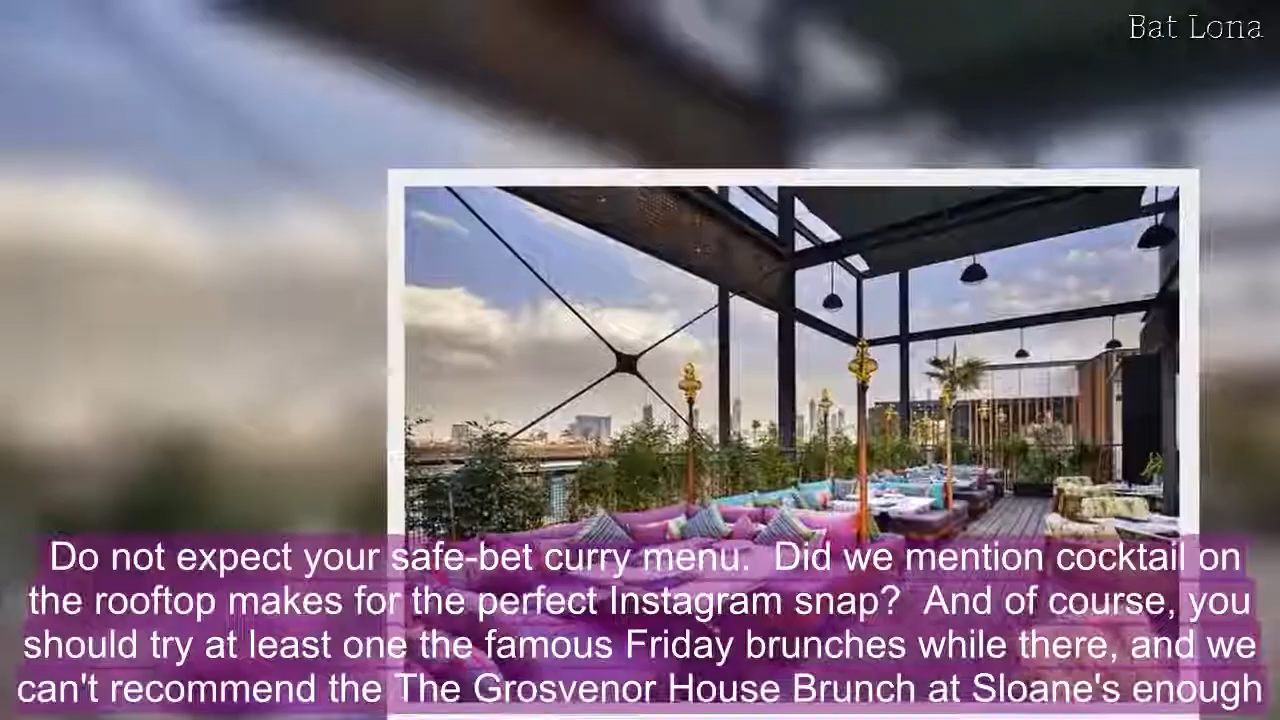 Bat Lona
Do not expect your safe-bet curry menu.  Did we mention cocktail on
the rooftop makes for the perfect Instagram snap?  And of course, you
should try at least one the famous Friday brunches while there, and we
can't recommend the The Grosvenor House Brunch at Sloane's enough